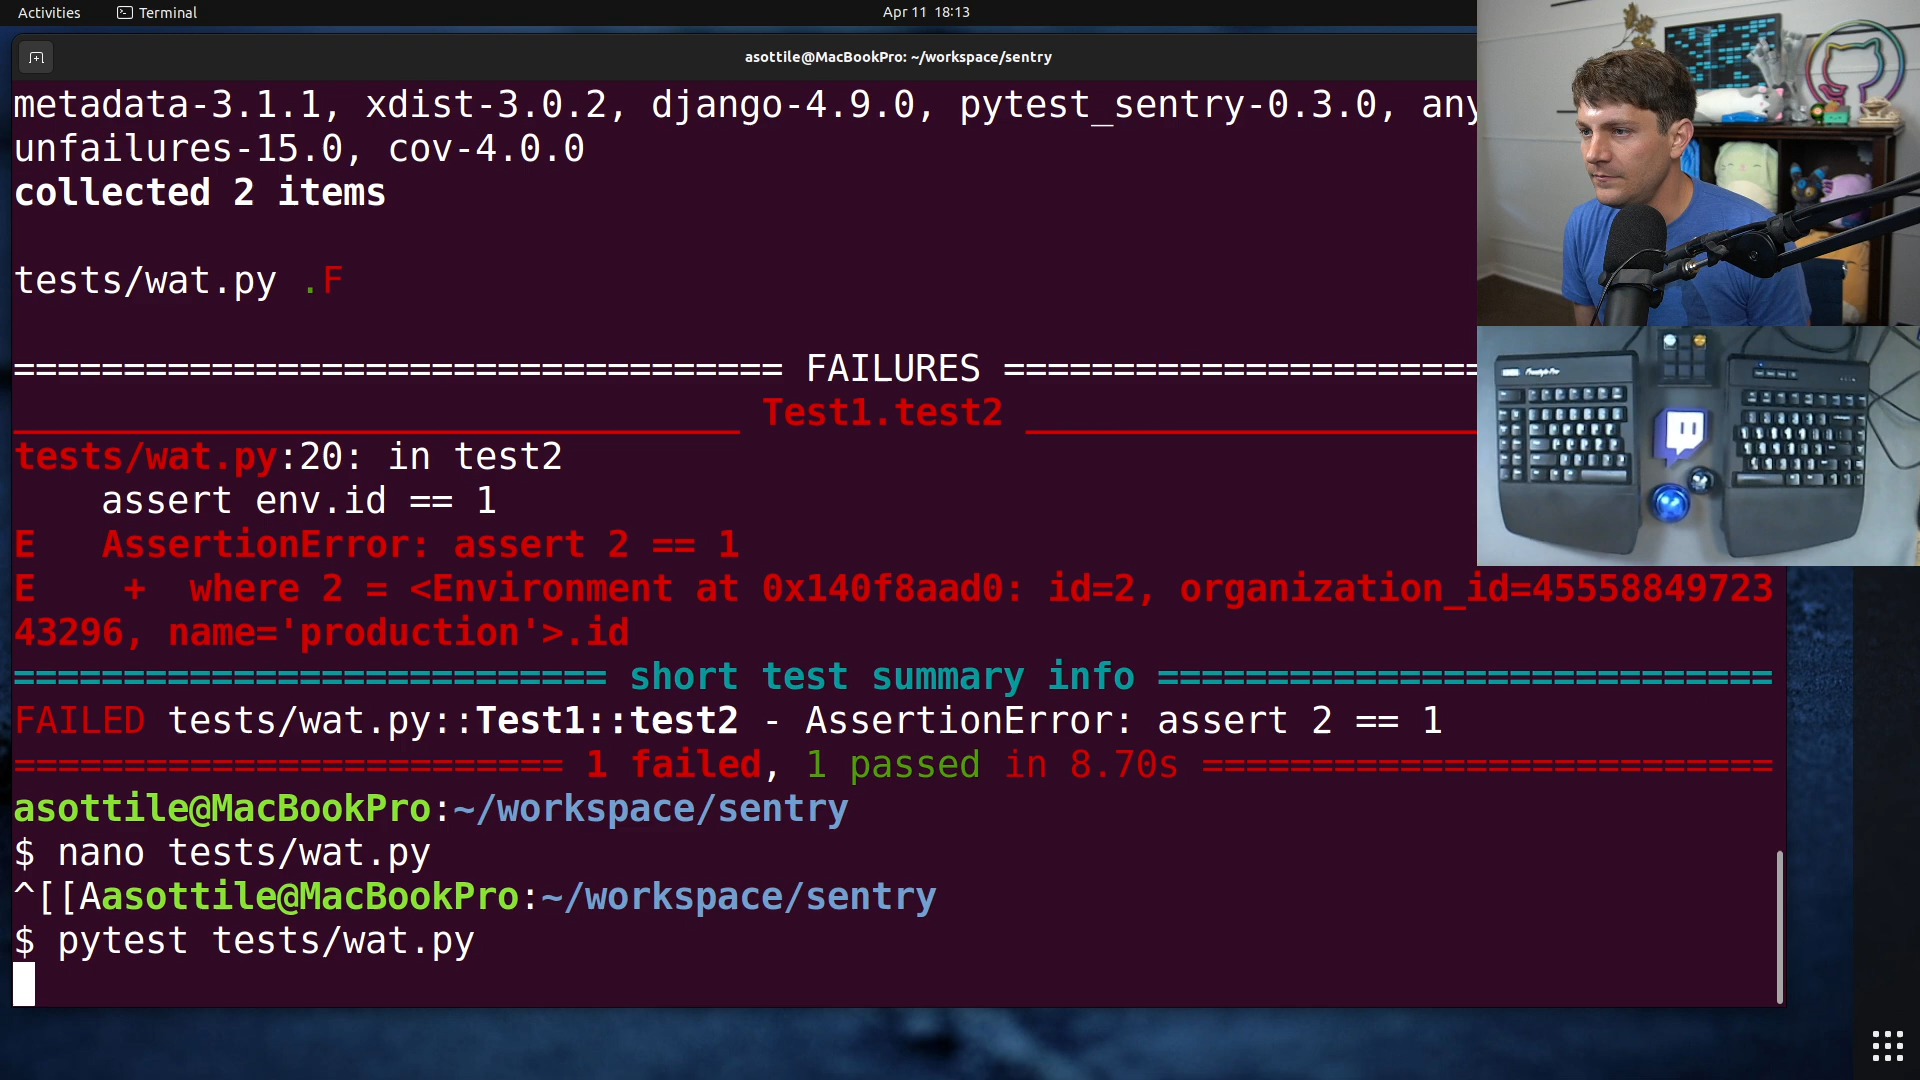 Activities
Terminal
Apr 11 18:13
asottile@MacBookPro: ~/workspace/sentry
metadata-3.1.1, xdist-3.0.2, django-4.9.0, pytest_sentry-0.3.0, any
unfailures-15.0, cov-4.0.0
collected 2 items
tests/wat.py .F
=================================== FAILURES ======================
Test1.test2
tests/wat.py:20: in test2
    assert env.id == 1
E   AssertionError: assert 2 == 1
E    +  where 2 = <Environment at 0x140f8aad0: id=2, organization_id=45558849723
43296, name='production'>.id
=========================== short test summary info ============================
FAILED tests/wat.py::Test1::test2 - AssertionError: assert 2 == 1
========================= 1 failed, 1 passed in 8.70s ==========================
asottile@MacBookPro:~/workspace/sentry
$ nano tests/wat.py
^[[Aasottile@MacBookPro:~/workspace/sentry
$ pytest tests/wat.py
Freestyle Pro